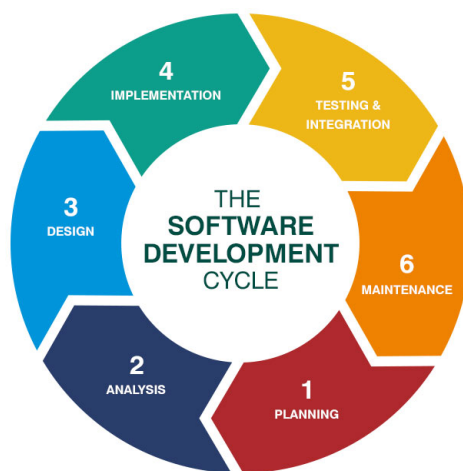 THE
SOFTWARE
DEVELOPMENT
CYCLE
1
PLANNING
2
ANALYSIS
3
DESIGN
4
IMPLEMENTATION
5
TESTING &
INTEGRATION
6
MAINTENANCE